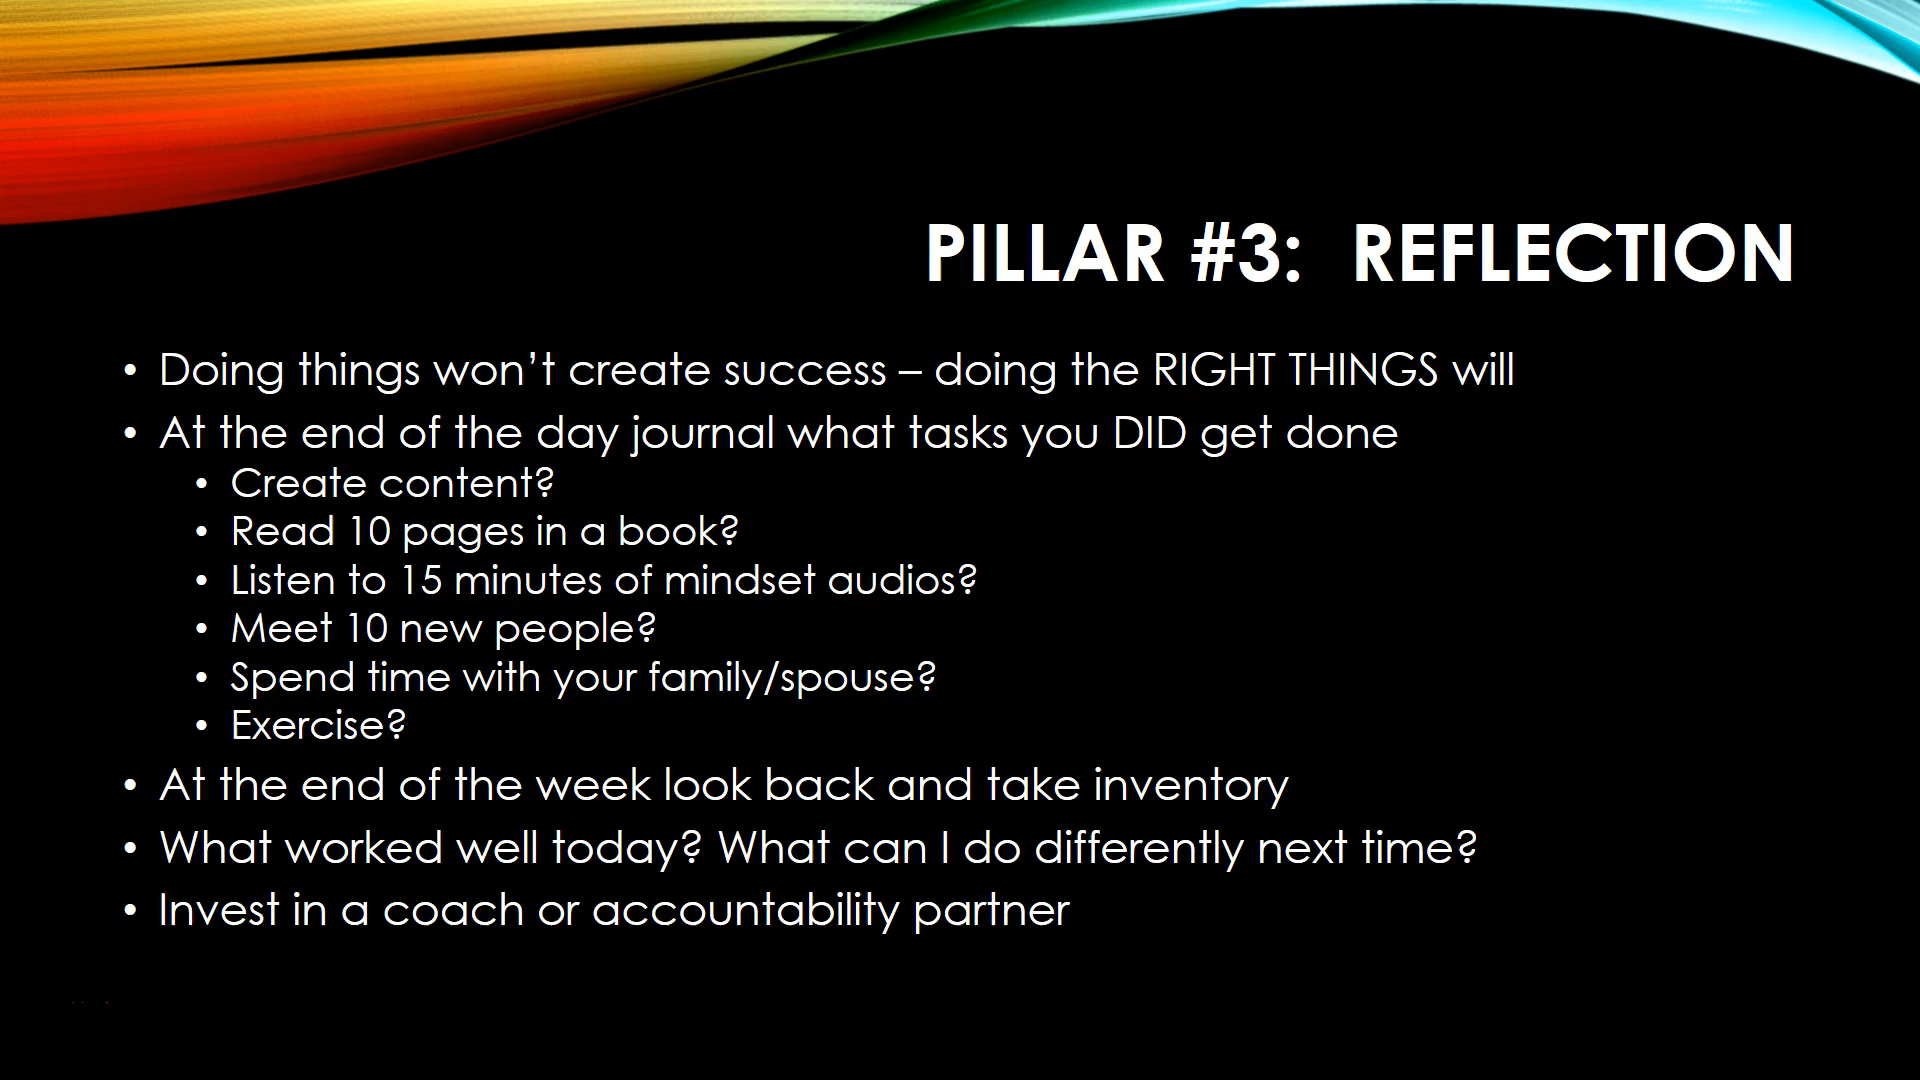 PILLAR #3:  REFLECTION
• Doing things won’t create success – doing the RIGHT THINGS will
• At the end of the day journal what tasks you DID get done
• Create content?
• Read 10 pages in a book?
• Listen to 15 minutes of mindset audios?
• Meet 10 new people?
• Spend time with your family/spouse?
• Exercise?
• At the end of the week look back and take inventory
• What worked well today? What can I do differently next time?
• Invest in a coach or accountability partner